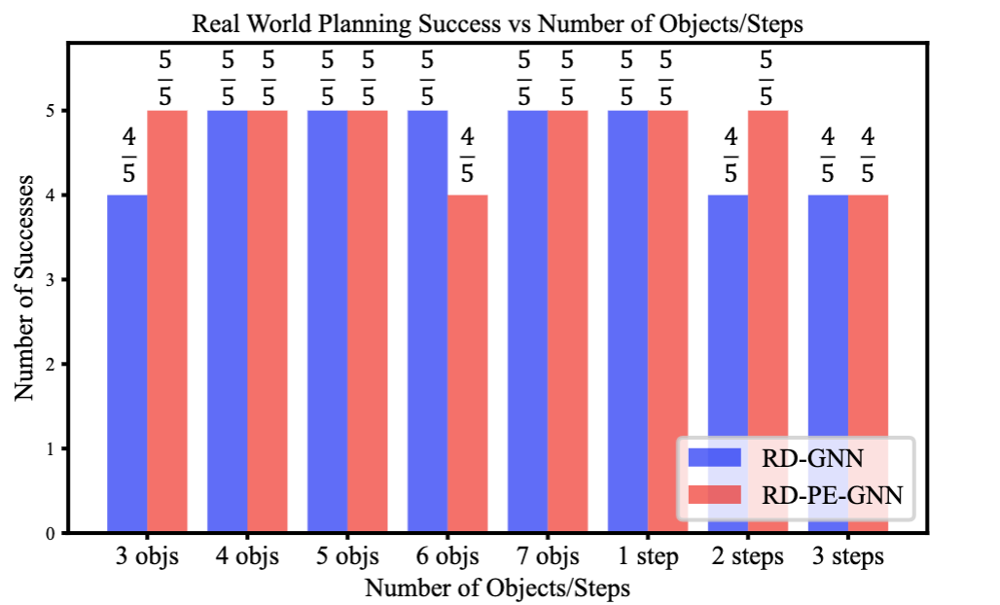 Real World Planning Success vs Number of Objects/Steps
5/5 5/5 5/5 5/5 5/5 5/5 5/5 5/5 5/5 5/5 5/5
4/5 4/5 4/5 4/5 4/5
Number of Successes
5
4
3
2
1
0
RD-GNN
RD-PE-GNN
3 objs 4 objs 5 objs 6 objs 7 objs 1 step 2 steps 3 steps
Number of Objects/Steps